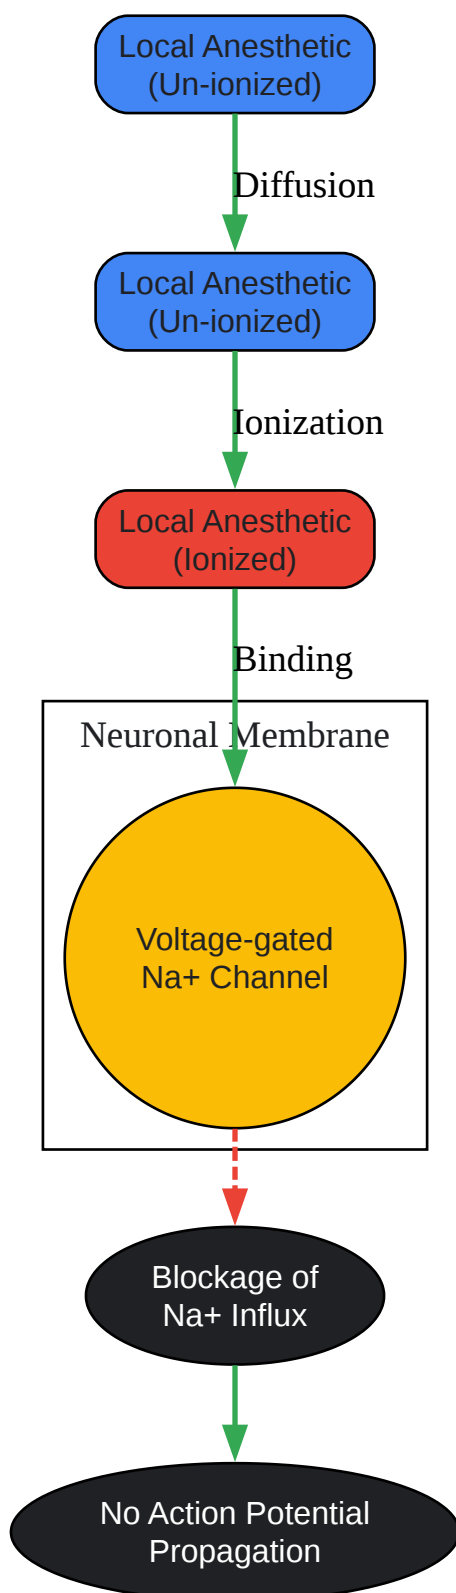 Local Anesthetic
(Un-ionized)
Diffusion
Local Anesthetic
(Un-ionized)
Ionization
Local Anesthetic
(Ionized)
Binding
Neuronal Membrane
Voltage-gated
Na+ Channel
Blockage of
Na+ Influx
No Action Potential
Propagation